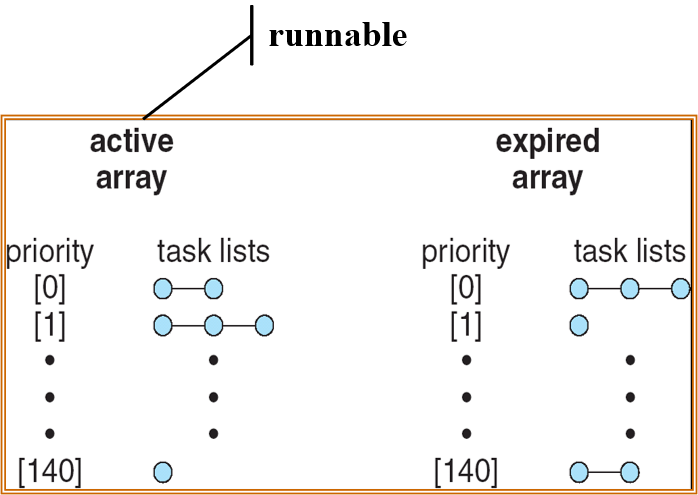 runnable
active
array
expired
array
priority task lists priority task lists
[0] [0]
[1] [1]
[140] [140]